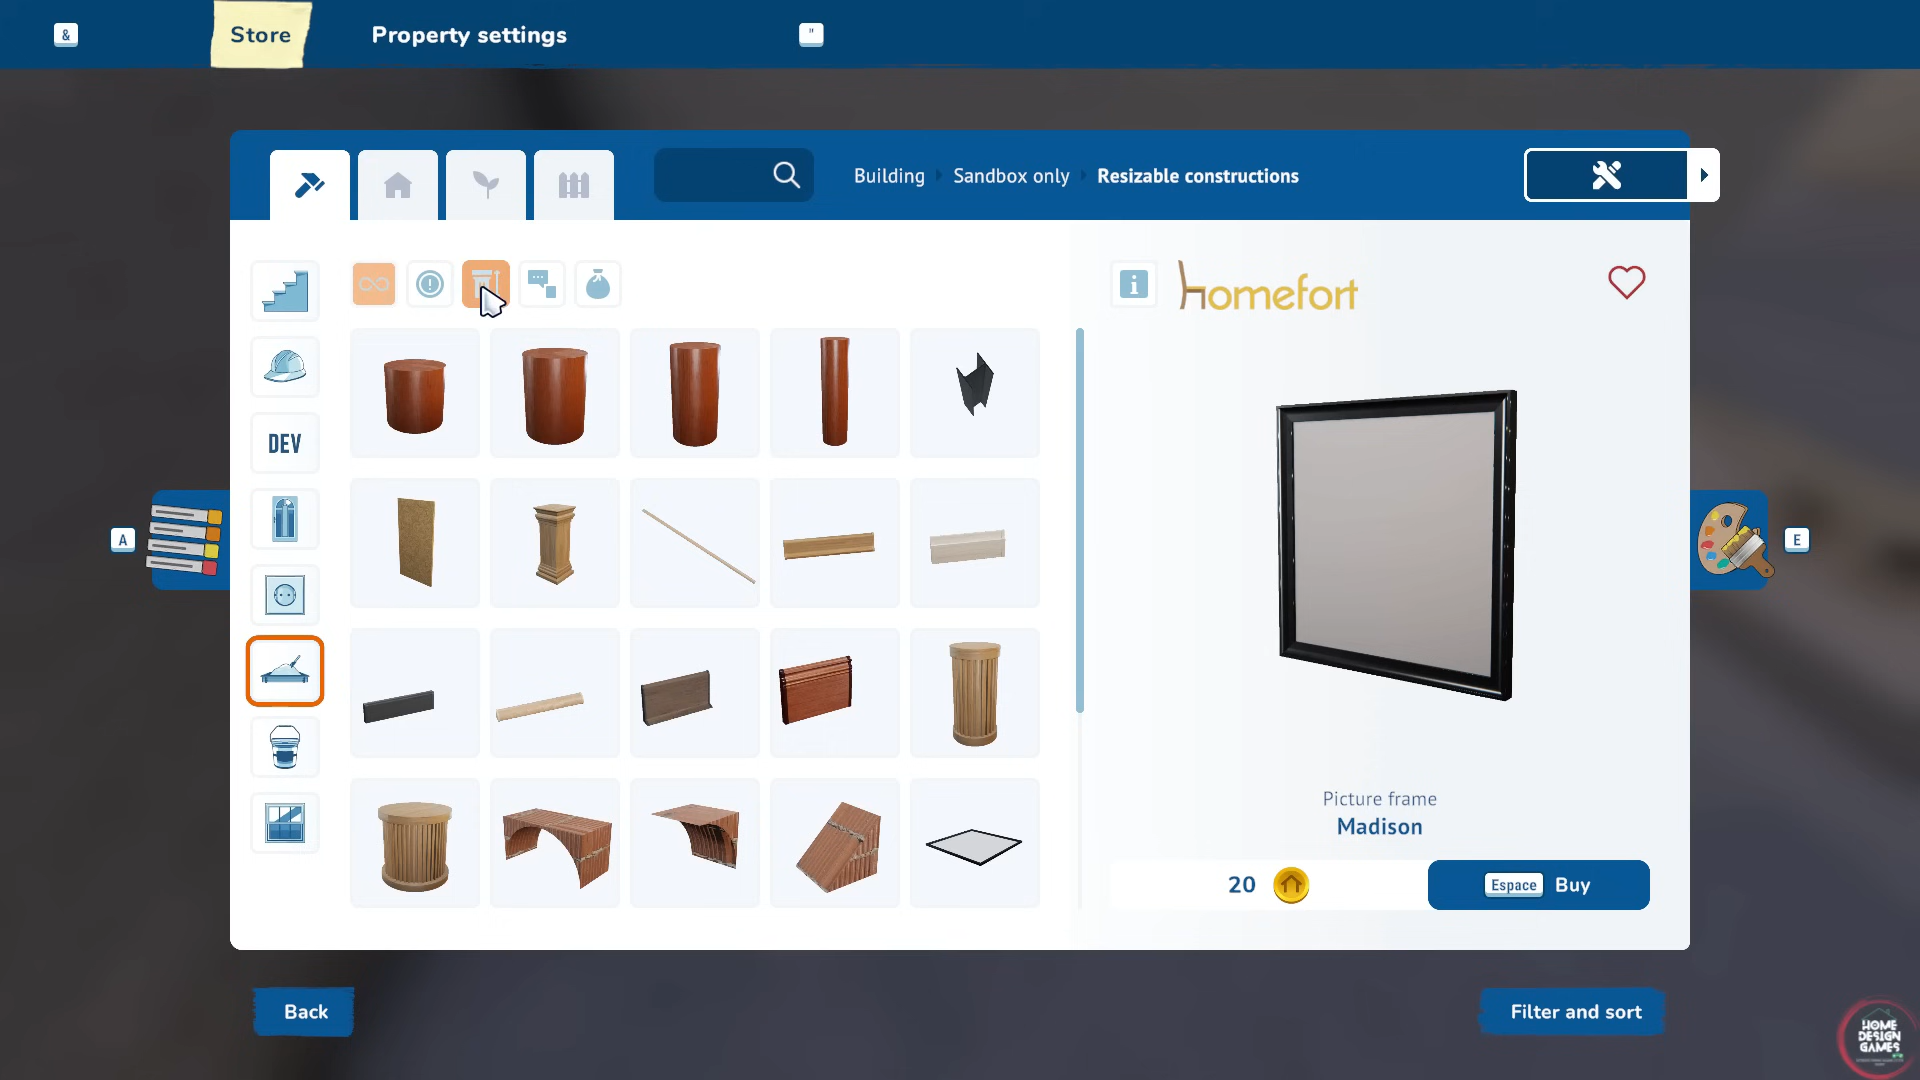 &
Store
Property settings
"
Building
Sandbox only
Resizable constructions
homefort
DEV
A
E
Picture frame
Madison
20
Espace
Buy
Back
Filter and sort
HOME
DESIGN
GAMES